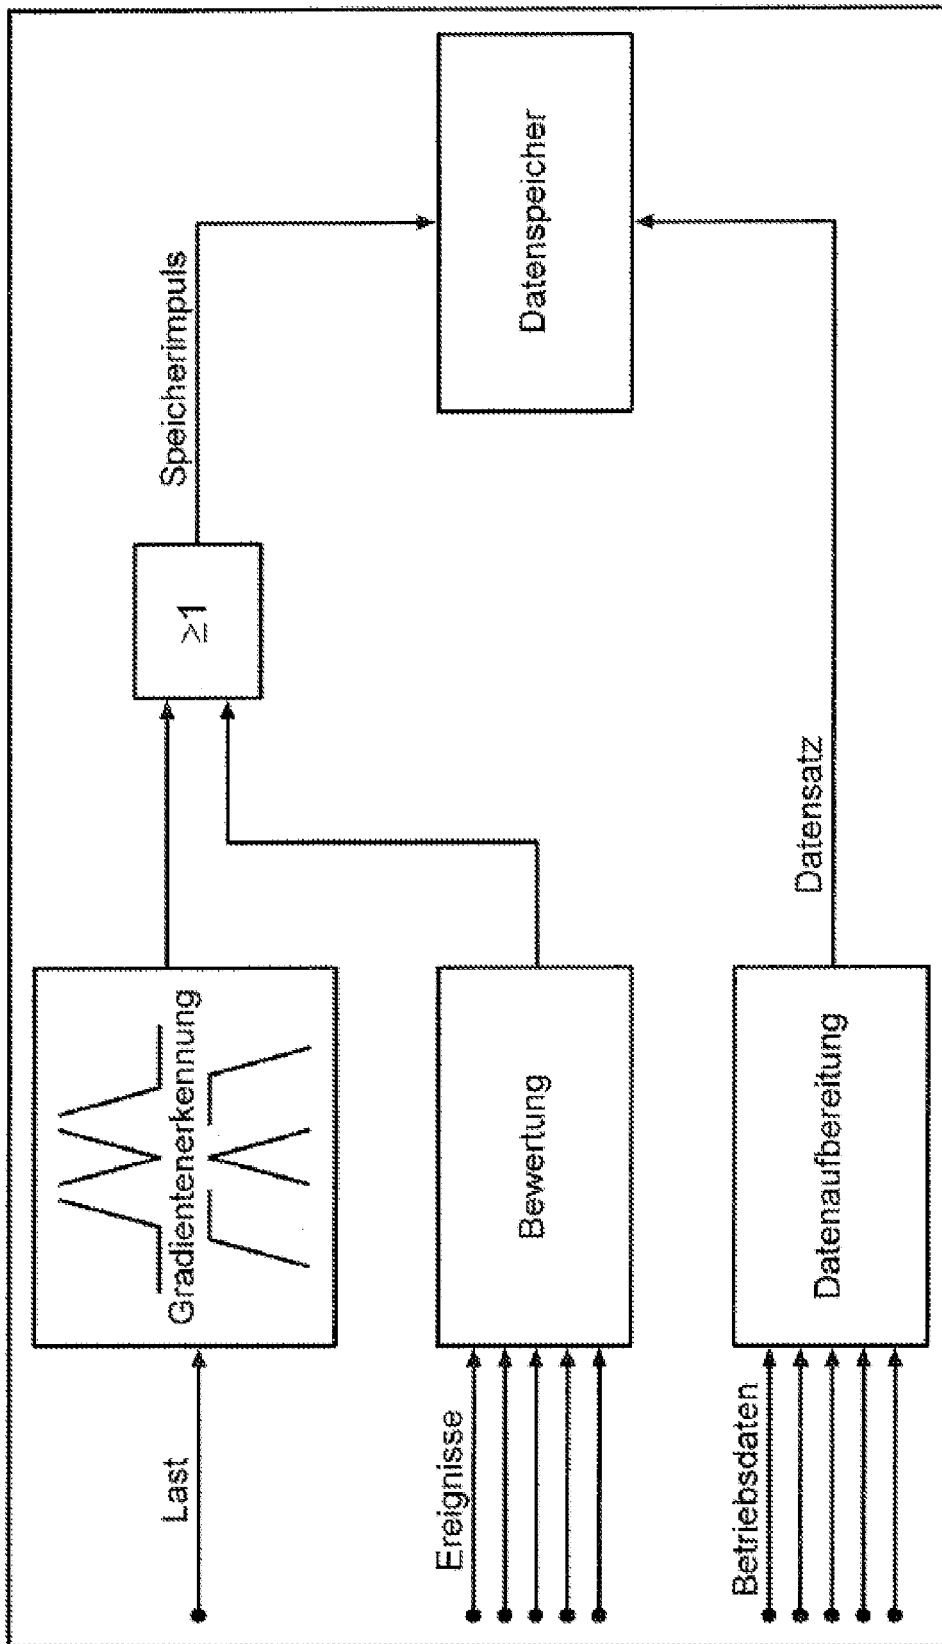 Last
Gradientenerkennung
≥1
Speicherimpuls
Datenspeicher
Ereignisse
Bewertung
Betriebsdaten
Datenaufbereitung
Datensatz